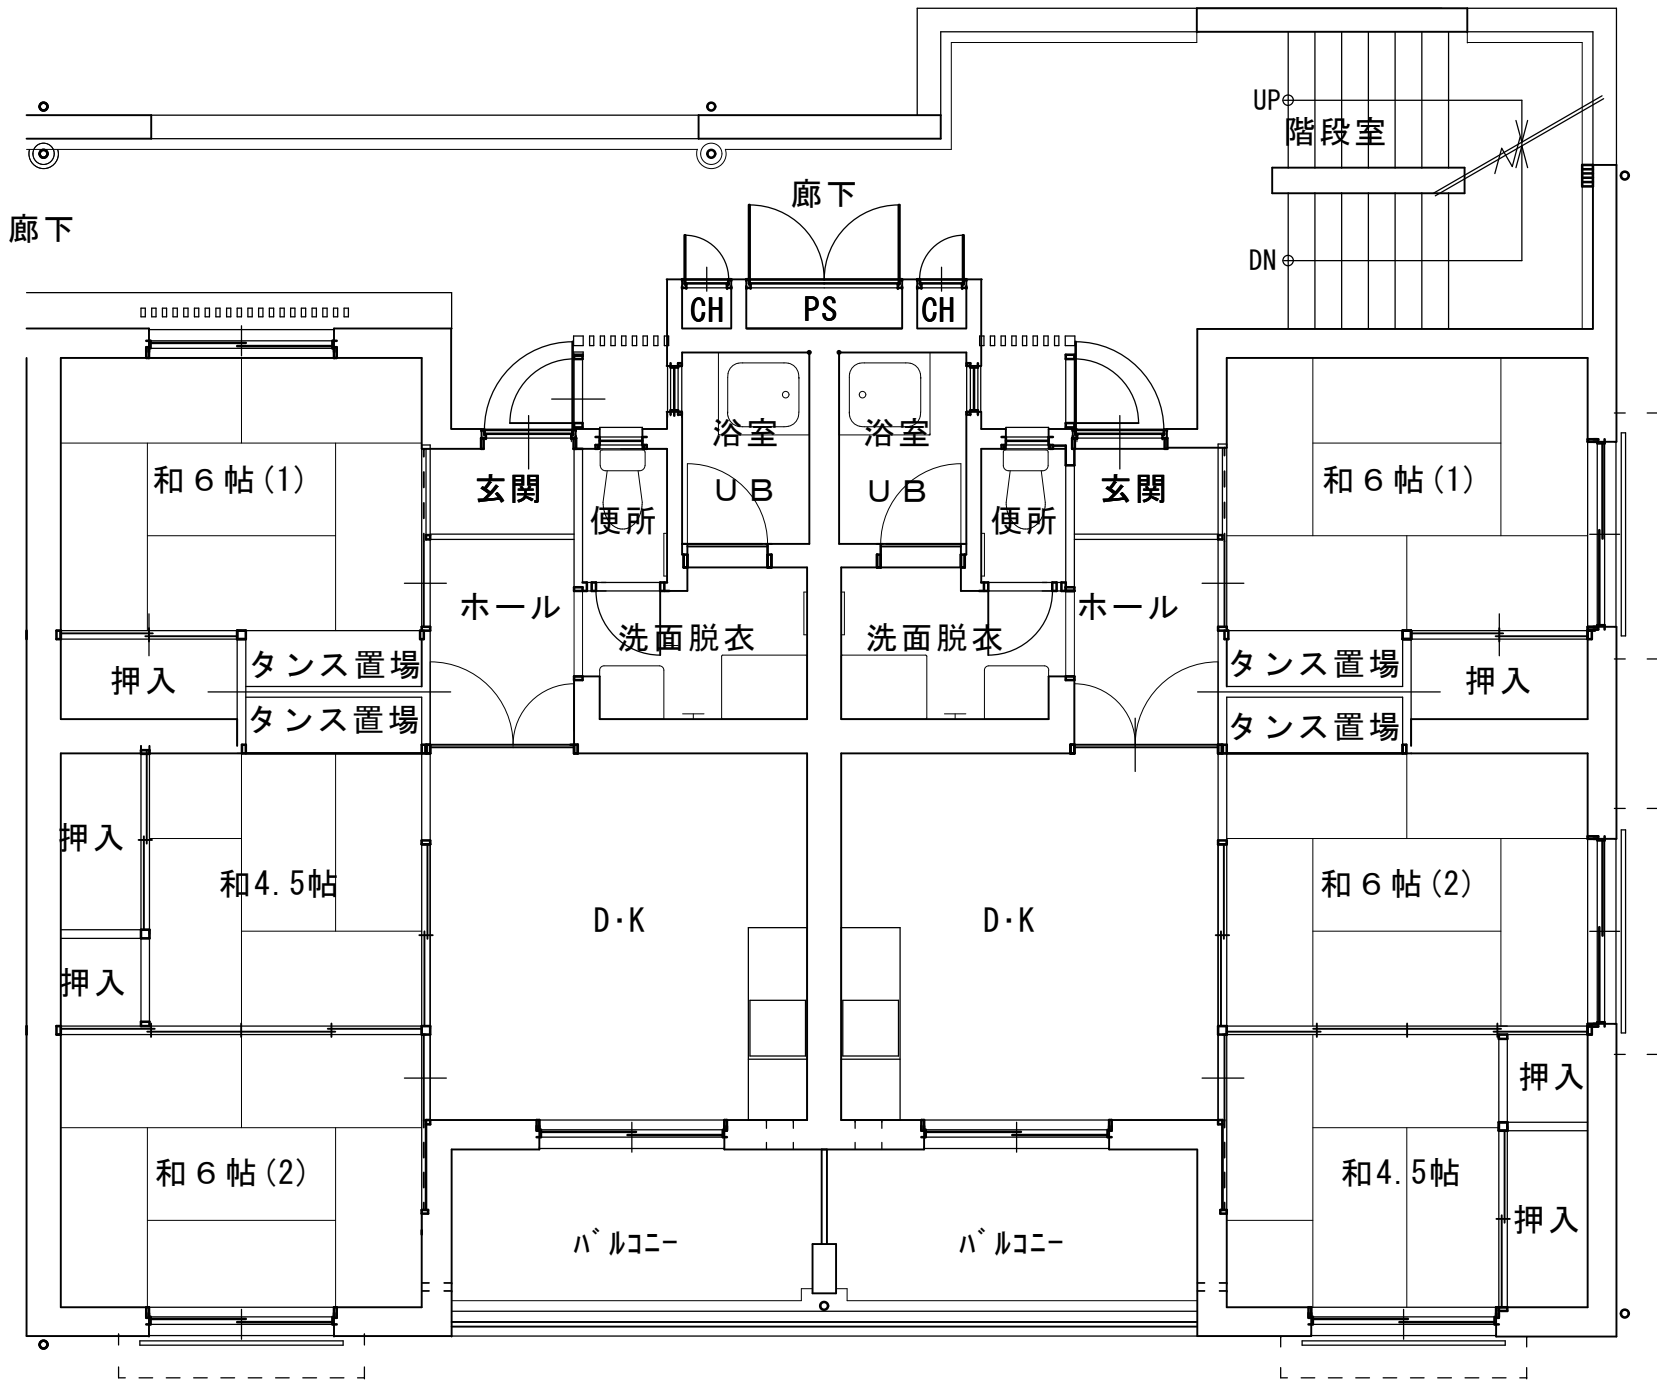 UP
階段室
廊下
廊下
DN
CH
PS
CH
浴室
浴室
和６帖(1)
玄関
ＵＢ
ＵＢ
玄関
和６帖(1)
便所
便所
ホール
ホール
洗面脱衣
洗面脱衣
押入
タンス置場
タンス置場
押入
タンス置場
タンス置場
押入
和4.5帖
D・K
D・K
和６帖(2)
押入
押入
和６帖(2)
和4.5帖
押入
バルコニー
バルコニー